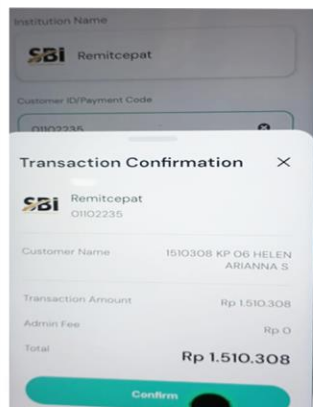 Institution Name
SBI Remitcepat
Customer ID/Payment Code
01102235
Transaction Confirmation
SBI Remitcepat
01102235
Customer Name 1510308 KP 06 HELEN
ARIANNA S
Transaction Amount Rp 1.510.308
Admin Fee Rp 0
Total Rp 1.510.308
Confirm